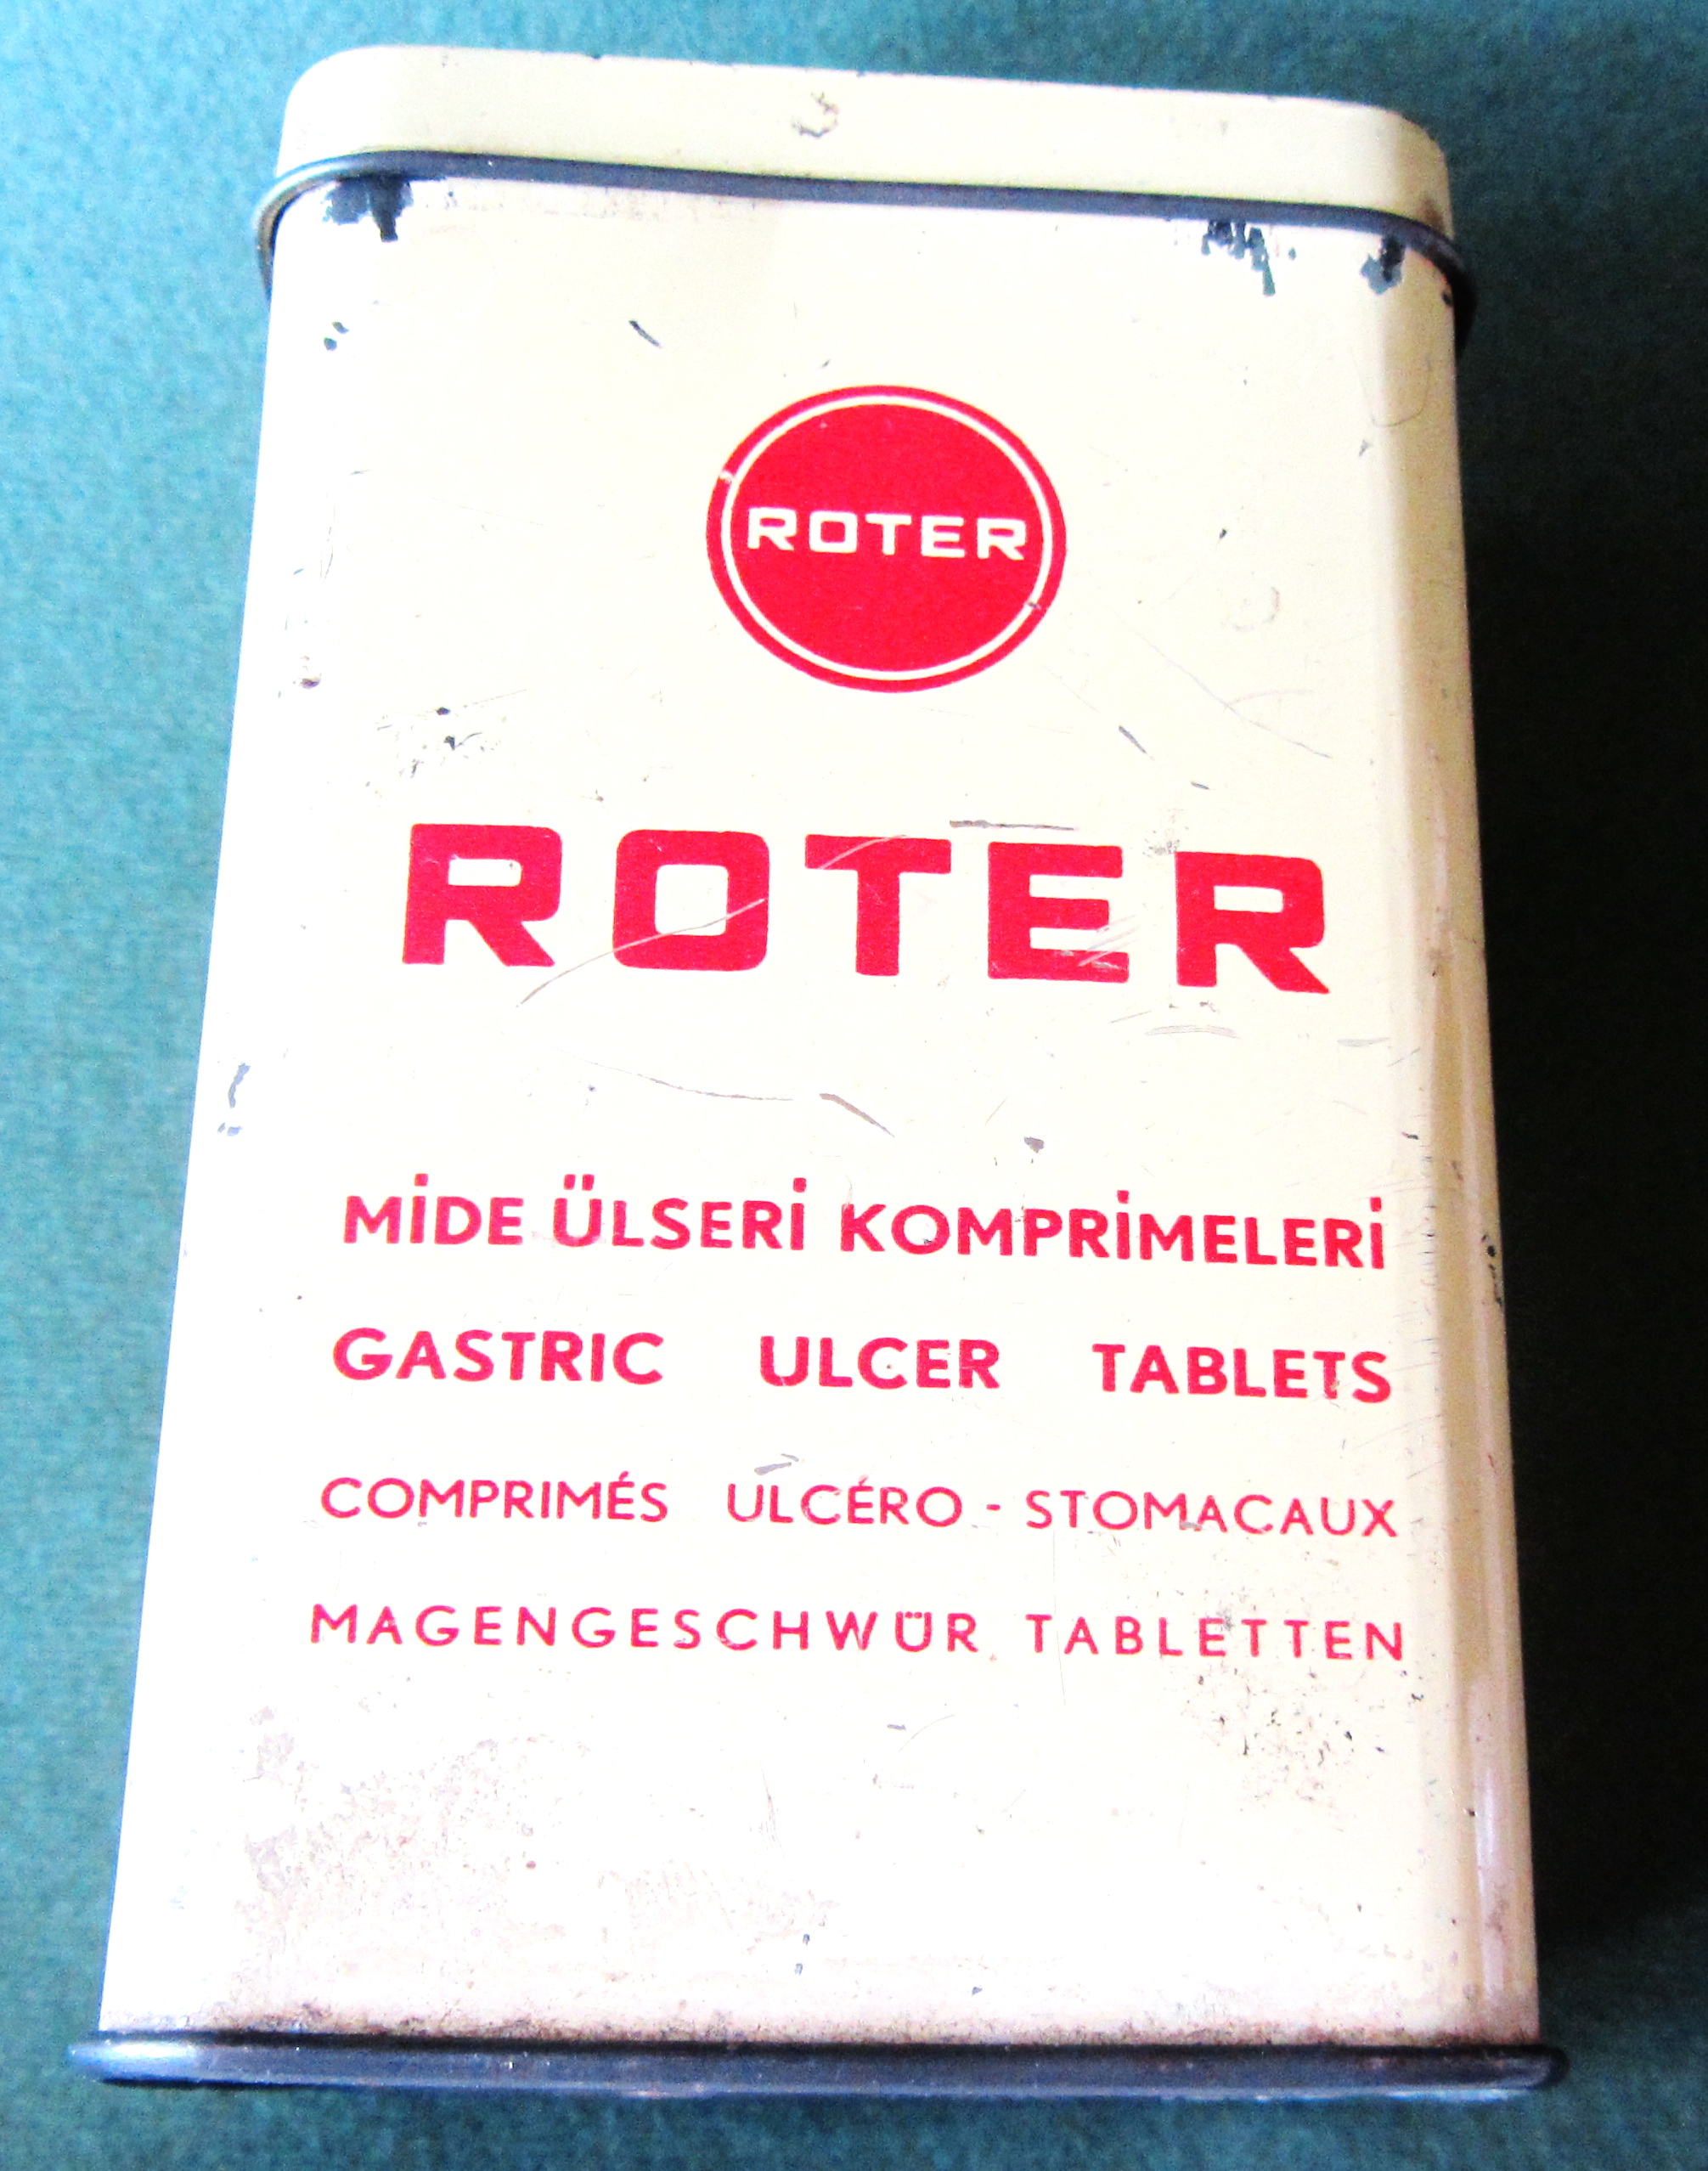 ROTER
ROTER
MİDE ÜLSERİ KOMPRİMELERİ
GASTRIC ULCER TABLETS
COMPRIMÉS ULCÉRO - STOMACAUX
MAGENGESCHWÜR TABLETTEN